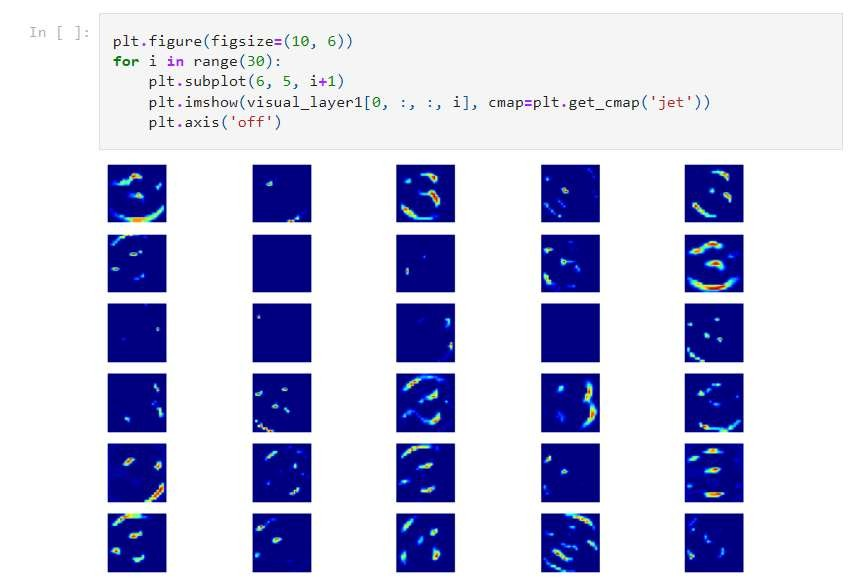 In [ ]:
plt.figure(figsize=(10, 6))
for i in range(30):
    plt.subplot(6, 5, i+1)
    plt.imshow(visual_layer1[0, :, :, i], cmap=plt.get_cmap('jet'))
    plt.axis('off')